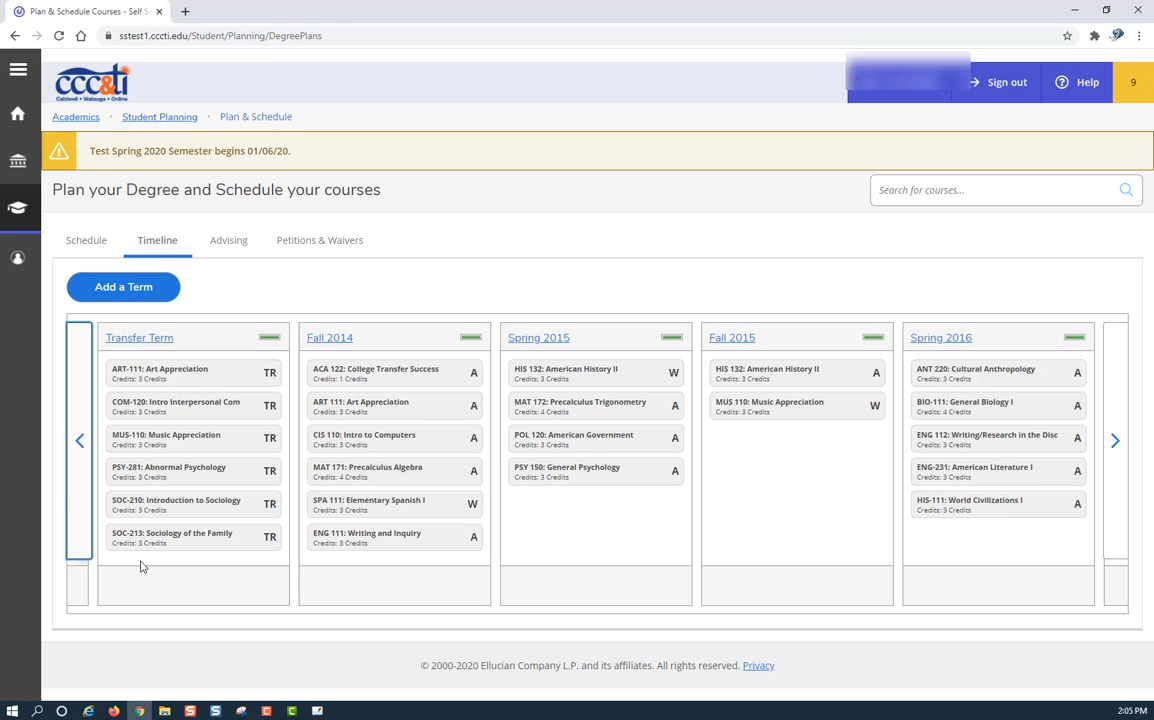 Plan & Schedule Courses - Self S
sstest1.cccti.edu/Student/Planning/DegreePlans
ccc&ti
Caldwell • Watauga • Online
Sign out
Help
9
Academics · Student Planning · Plan & Schedule
Test Spring 2020 Semester begins 01/06/20.
Plan your Degree and Schedule your courses
Search for courses...
Schedule
Timeline
Advising
Petitions & Waivers
Add a Term
Transfer Term
ART-111: Art Appreciation
Credits: 3 Credits
TR
COM-120: Intro Interpersonal Com
Credits: 3 Credits
TR
MUS-110: Music Appreciation
Credits: 3 Credits
TR
PSY-281: Abnormal Psychology
Credits: 3 Credits
TR
SOC-210: Introduction to Sociology
Credits: 3 Credits
TR
SOC-213: Sociology of the Family
Credits: 3 Credits
TR
Fall 2014
ACA 122: College Transfer Success
Credits: 1 Credits
A
ART 111: Art Appreciation
Credits: 3 Credits
A
CIS 110: Intro to Computers
Credits: 3 Credits
A
MAT 171: Precalculus Algebra
Credits: 4 Credits
A
SPA 111: Elementary Spanish I
Credits: 3 Credits
W
ENG 111: Writing and Inquiry
Credits: 3 Credits
A
Spring 2015
HIS 132: American History II
Credits: 3 Credits
W
MAT 172: Precalculus Trigonometry
Credits: 4 Credits
A
POL 120: American Government
Credits: 3 Credits
A
PSY 150: General Psychology
Credits: 3 Credits
A
Fall 2015
HIS 132: American History II
Credits: 3 Credits
A
MUS 110: Music Appreciation
Credits: 3 Credits
W
Spring 2016
ANT 220: Cultural Anthropology
Credits: 3 Credits
A
BIO-111: General Biology I
Credits: 4 Credits
A
ENG 112: Writing/Research in the Disc
Credits: 3 Credits
A
ENG-231: American Literature I
Credits: 3 Credits
A
HIS-111: World Civilizations I
Credits: 3 Credits
A
© 2000-2020 Ellucian Company L.P. and its affiliates. All rights reserved. Privacy
2:05 PM